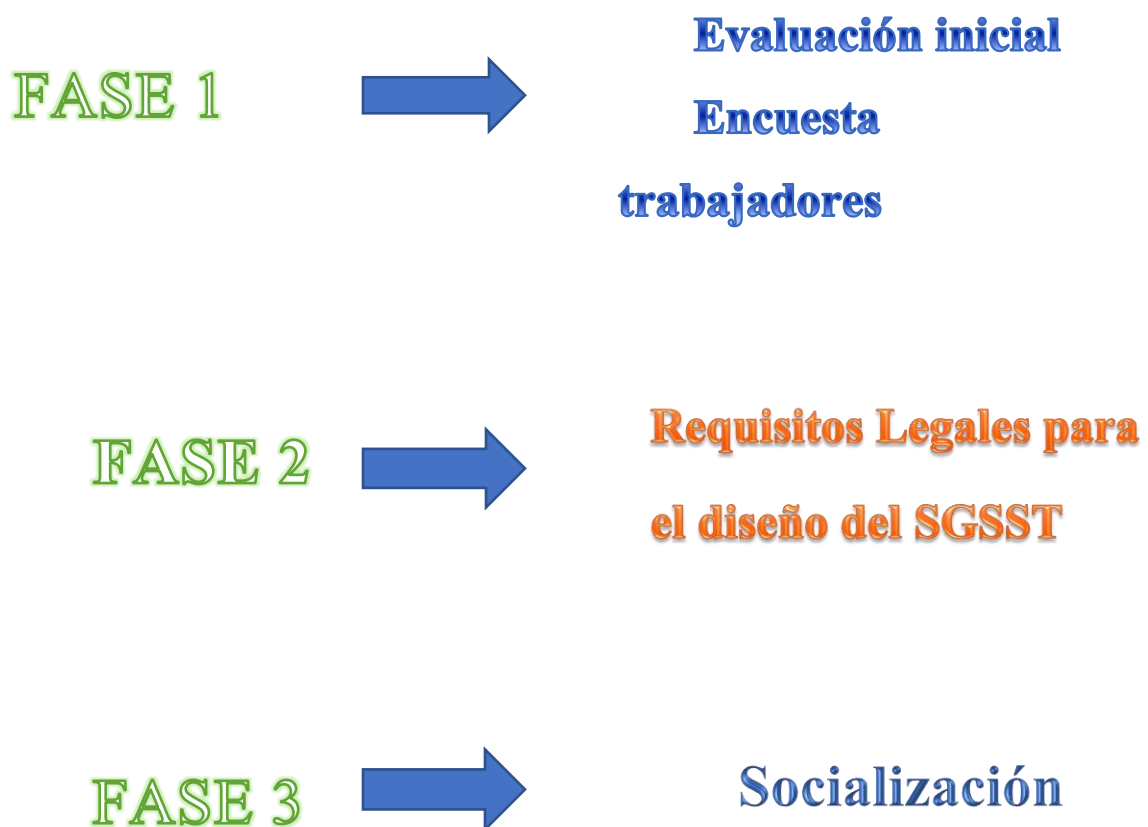 FASE 1
Evaluación inicial
Encuesta
trabajadores
FASE 2
Requisitos Legales para
el diseño del SGSST
FASE 3
Socialización